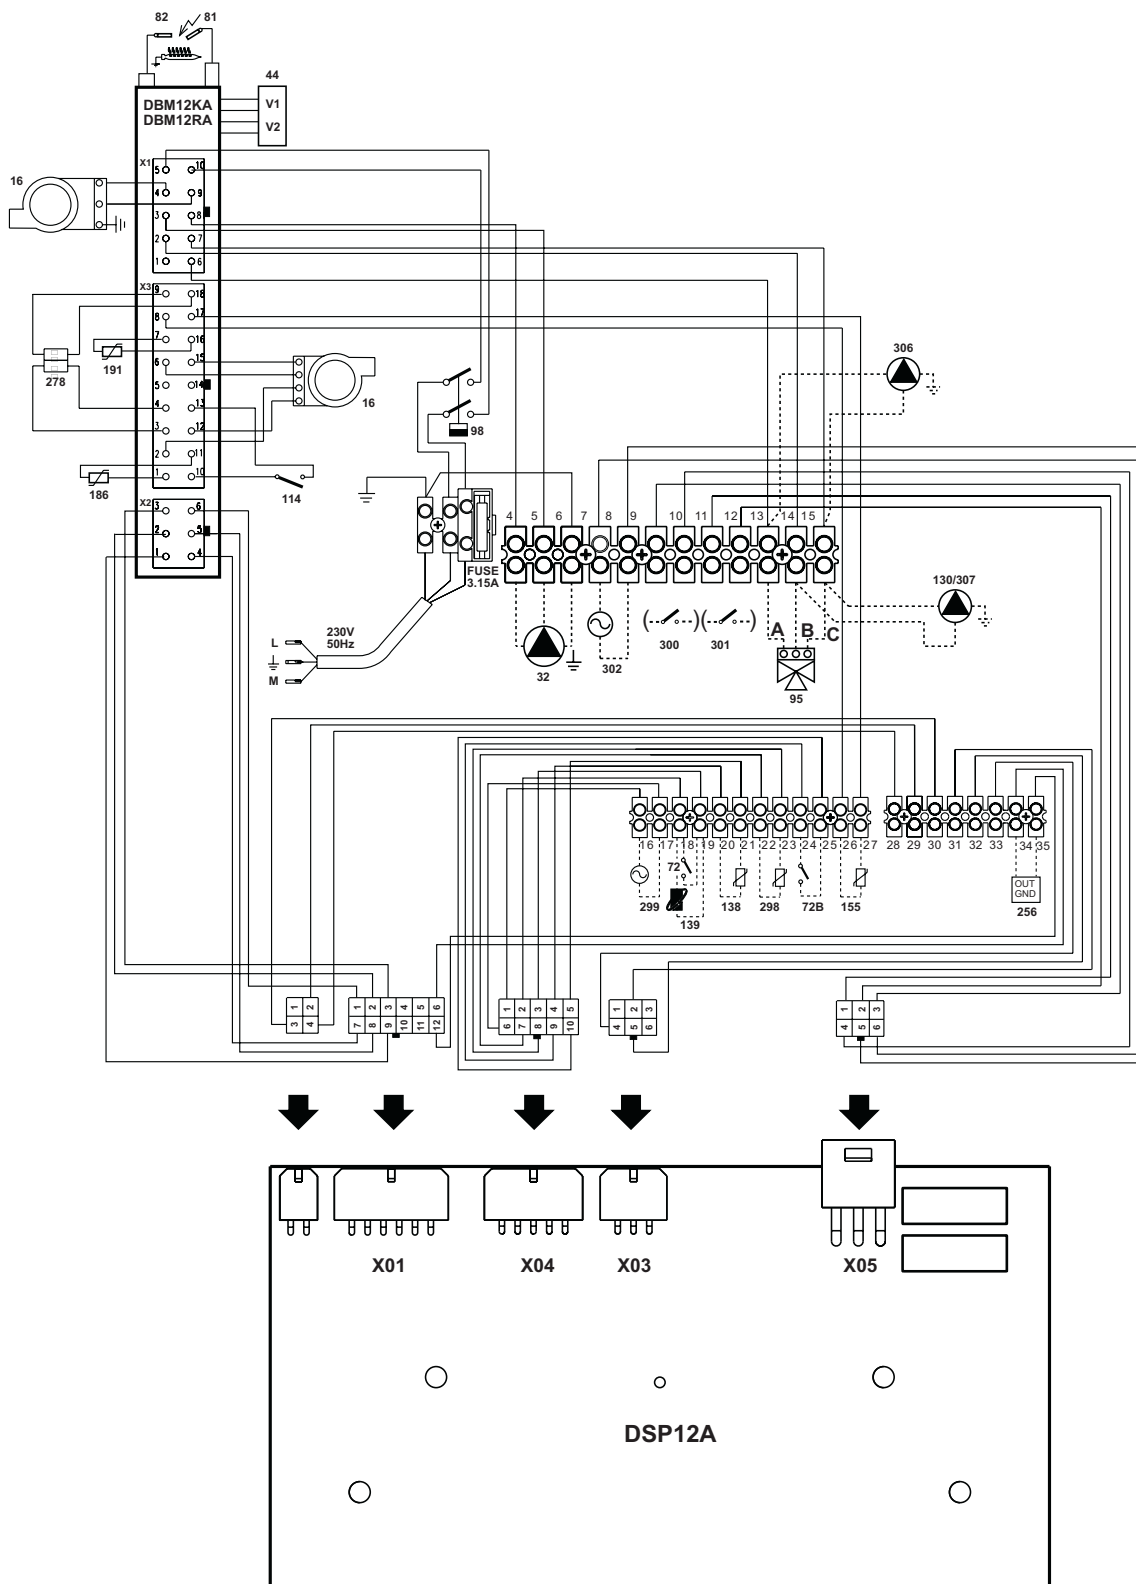 82 81
44
DBM12KA
DBM12RA
V1
V2
X1
5 10
4 9
3 8
2 7
1 6
16
X3
9 18
8 17
7 16
6 15
5 14
4 13
3 12
2 11
1 10
278
191
16
186
114
98
306
X2
3 6
2 5
1 4
4 5 6 7 8 9 10 11 12 13 14 15
FUSE
3.15A
230V
50Hz
L
M
32
302
300
301
A B C
95
130/307
16 17 18 19 20 21 22 23 24 25 26 27
28 29 30 31 32 33 34 35
299
72
139
138
298
72B
155
OUT
GND
256
1 2
3 4
1 2 3 4 5 6
7 8 9 10 11 12
1 2 3 4 5
6 7 8 9 10
1 2 3
4 5 6
1 2 3
4 5 6
X01
X04
X03
X05
DSP12A